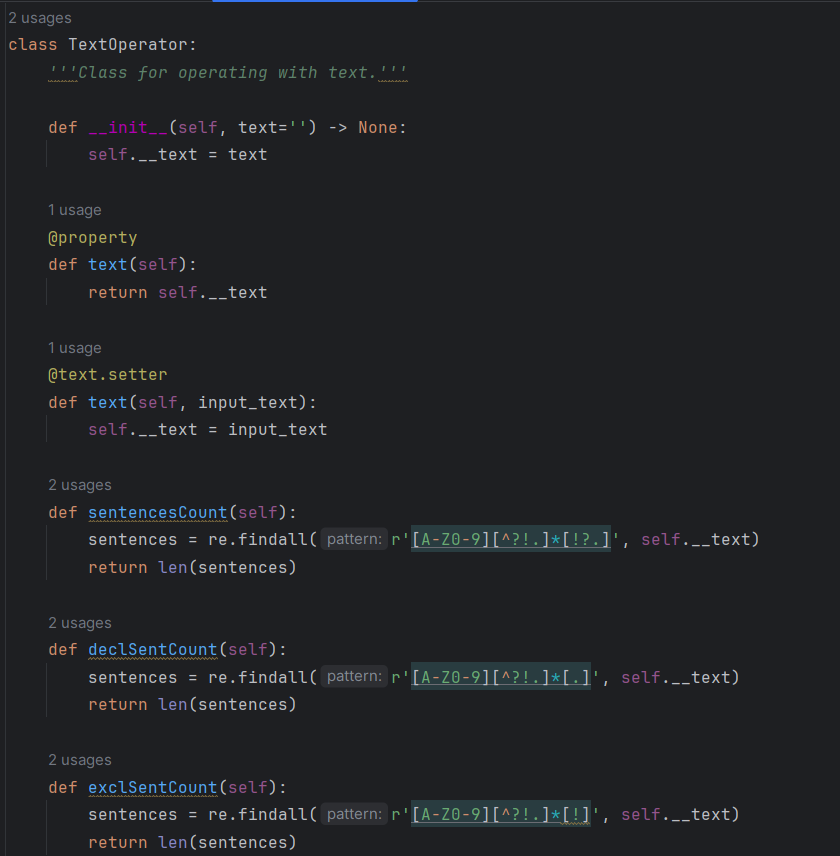 2 usages
class TextOperator:
'''Class for operating with text.'''
def __init__(self, text='') -> None:
self.__text = text
1 usage
@property
def text(self):
return self.__text
1 usage
@text.setter
def text(self, input_text):
self.__text = input_text
2 usages
def sentencesCount(self):
sentences = re.findall( pattern: r'[A-Z0-9][^?!.]*[!?.]', self.__text)
return len(sentences)
2 usages
def declSentCount(self):
sentences = re.findall( pattern: r'[A-Z0-9][^?!.]*[.]', self.__text)
return len(sentences)
2 usages
def exclSentCount(self):
sentences = re.findall( pattern: r'[A-Z0-9][^?!.]*[!]', self.__text)
return len(sentences)